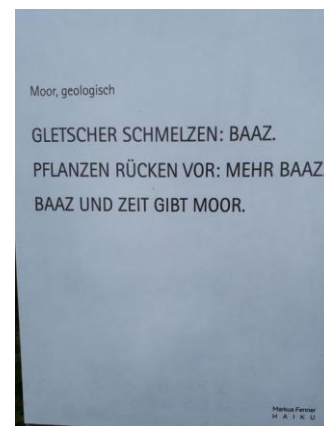 Moor, geologisch
GLETSCHER SCHMELZEN: BAAZ.
PFLANZEN RÜCKEN VOR: MEHR BAAZ.
BAAZ UND ZEIT GIBT MOOR.
Markus Fenner
HAIKU